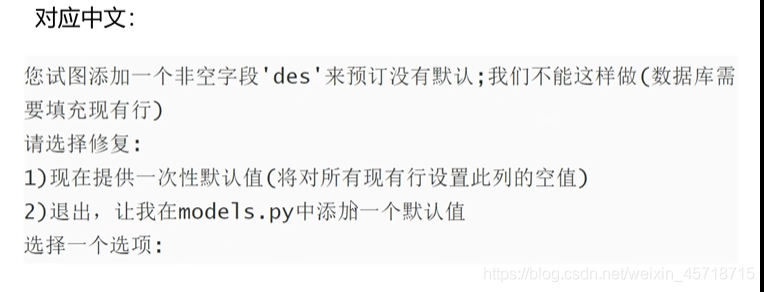 对应中文:
您试图添加一个非空字段'des'来预订没有默认;我们不能这样做(数据库需
要填充现有行)
请选择修复:
1)现在提供一次性默认值(将对所有现有行设置此列的空值)
2)退出，让我在models.py中添加一个默认值
选择一个选项:
https://blog.csdn.net/weixin_45718715